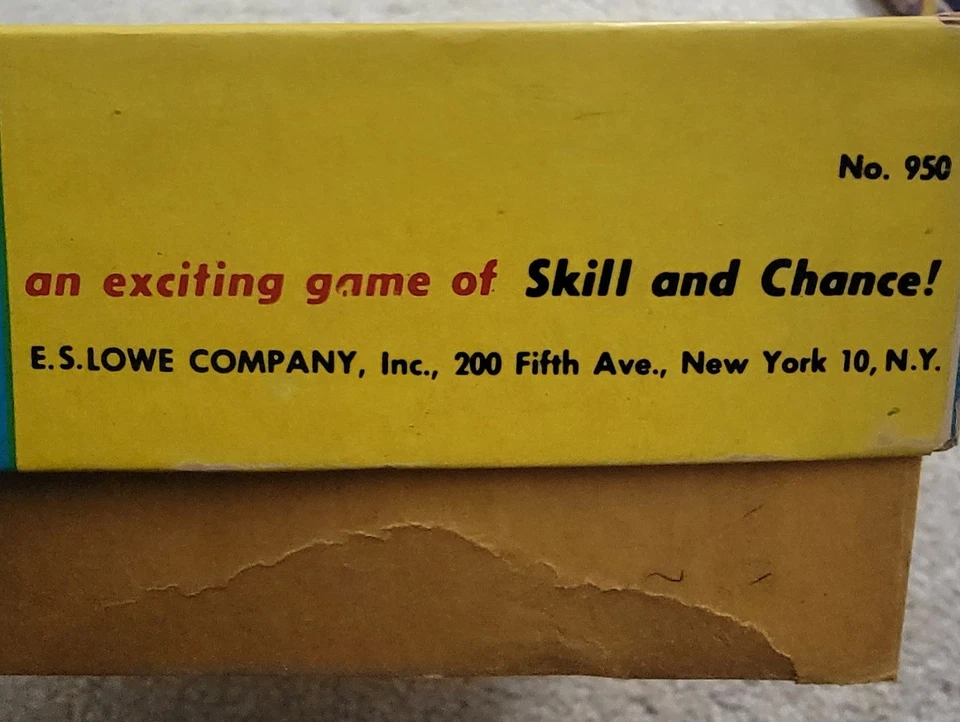 No. 950
an exciting game of Skill and Chance!
E.S.LOWE COMPANY, Inc., 200 Fifth Ave., New York 10, N.Y.